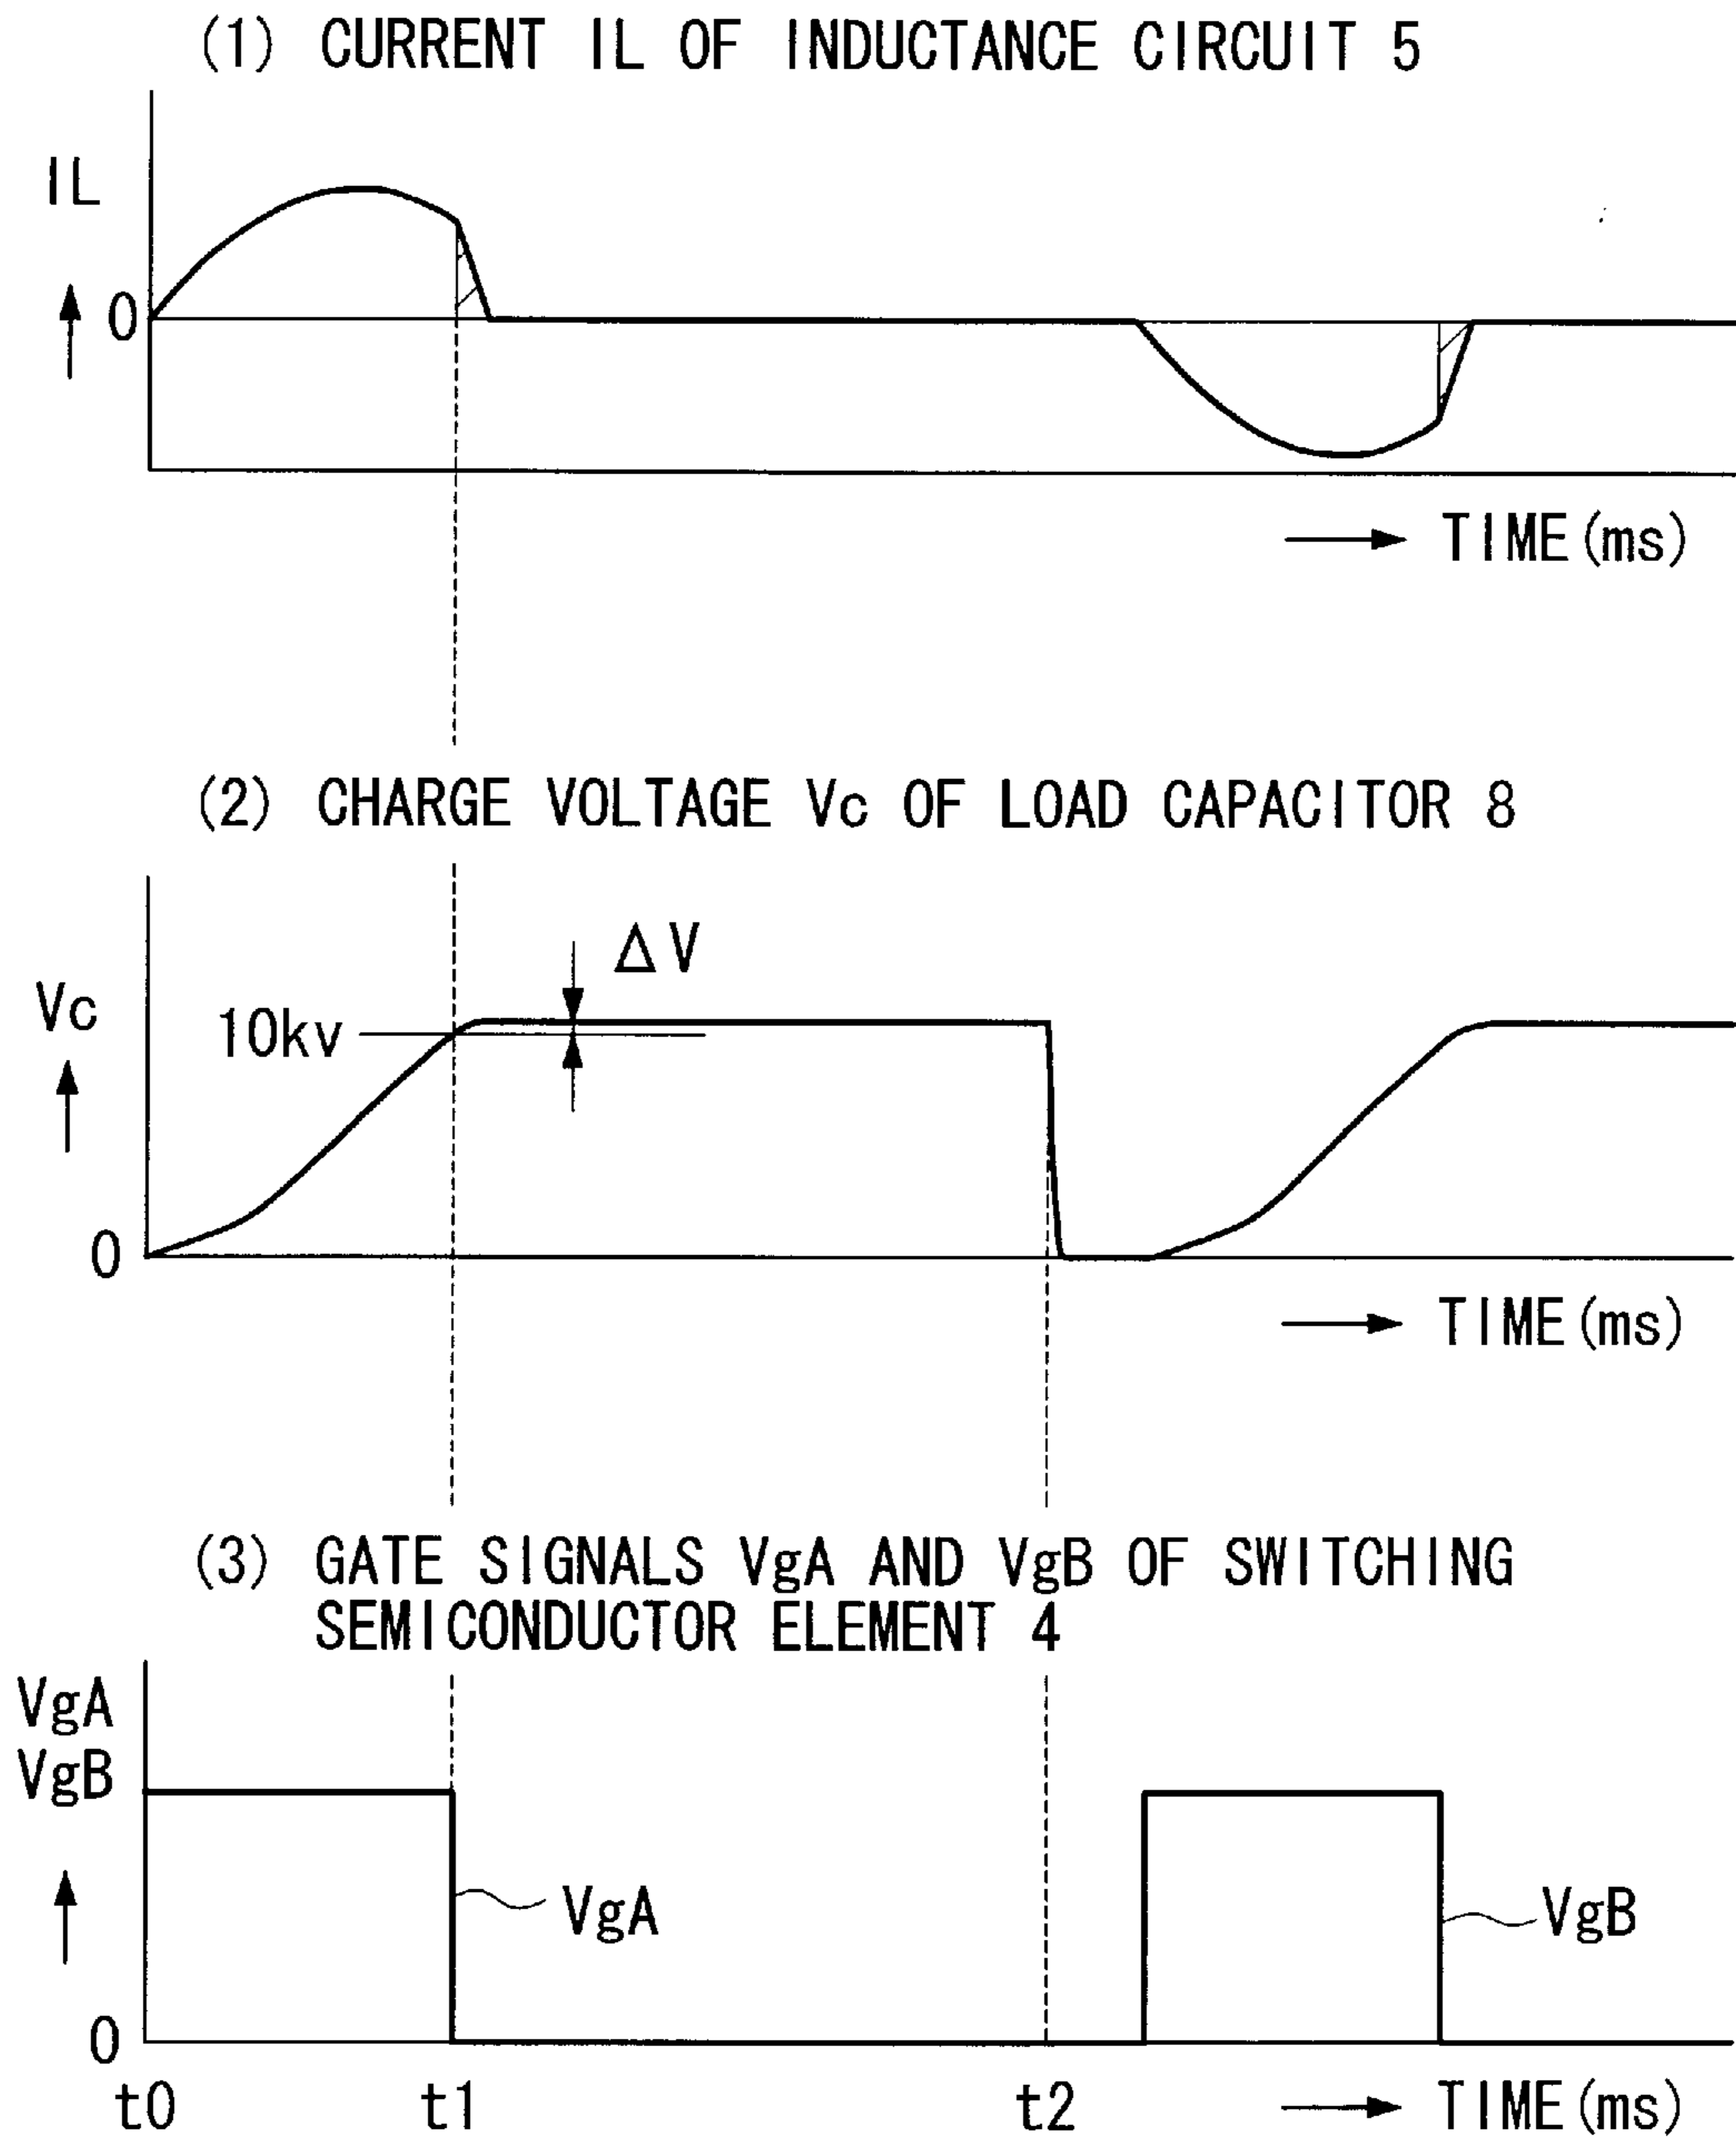 (1) CURRENT IL OF INDUCTANCE CIRCUIT 5
IL
0
TIME(ms)
(2) CHARGE VOLTAGE Vc OF LOAD CAPACITOR 8
ΔV
Vc
10kv
0
TIME(ms)
(3) GATE SIGNALS VgA AND VgB OF SWITCHING
SEMICONDUCTOR ELEMENT 4
VgA
VgB
VgA
VgB
0
t0 t1 t2 TIME(ms)